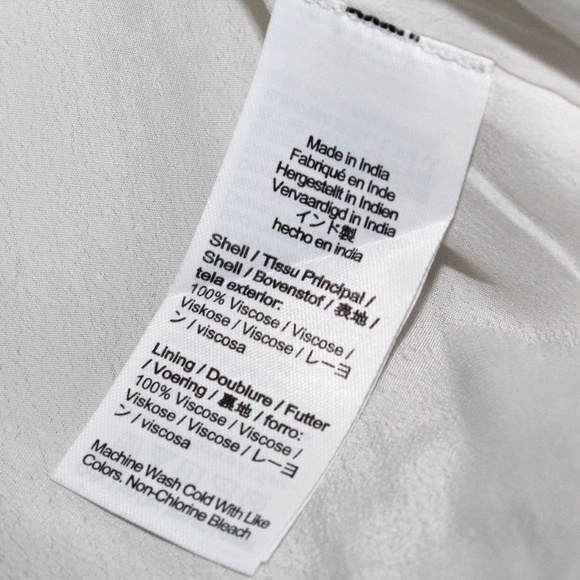 Made in India
Fabriqué en Inde
Hergestellt in Indien
Vervaardigd in India
インド製
hecho en india
Shell / Tissu Principal /
Shell / Bovenstof / 表地 /
tela exterior:
100% Viscose / Viscose /
Viskose / Viscose / レーヨ
ン / viscosa
Lining / Doublure / Futter
/ Voering / 裏地 / forro:
100% Viscose / Viscose /
Viskose / Viscose / レーヨ
ン / viscosa
Machine Wash Cold With Like
Colors. Non-Chlorine Bleach